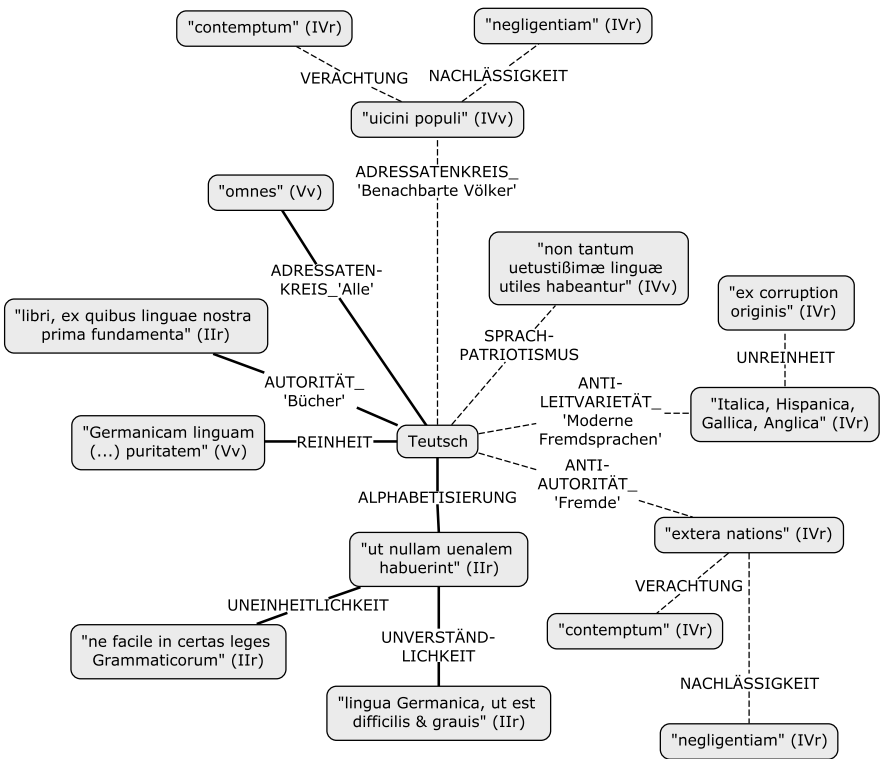 "contemptum" (IVr)
"negligentiam" (IVr)
VERACHTUNG
NACHLÄSSIGKEIT
"uicini populi" (IVv)
ADRESSATENKREIS_
'Benachbarte Völker'
"omnes" (Vv)
"non tantum
uetustißimæ linguæ
utiles habeantur" (IVv)
ADRESSATEN-
KREIS_'Alle'
"ex corruption
originis" (IVr)
"libri, ex quibus linguae nostra
prima fundamenta" (IIr)
SPRACH-
PATRIOTISMUS
UNREINHEIT
AUTORITÄT_
'Bücher'
ANTI-
LEITVARIETÄT_
'Moderne
Fremdsprachen'
"Italica, Hispanica,
Gallica, Anglica" (IVr)
"Germanicam linguam
(...) puritatem" (Vv)
REINHEIT
Teutsch
ANTI-
AUTORITÄT_
'Fremde'
ALPHABETISIERUNG
"extera nations" (IVr)
"ut nullam uenalem
habuerint" (IIr)
VERACHTUNG
UNEINHEITLICHKEIT
"contemptum" (IVr)
"ne facile in certas leges
Grammaticorum" (IIr)
UNVERSTÄND-
LICHKEIT
NACHLÄSSIGKEIT
"lingua Germanica, ut est
difficilis & grauis" (IIr)
"negligentiam" (IVr)